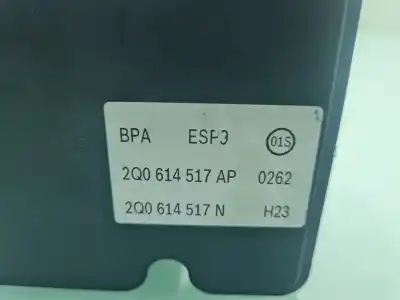 BPA ESP9 01S
2Q0 614 517 AP 0262
2Q0 614 517 N H23